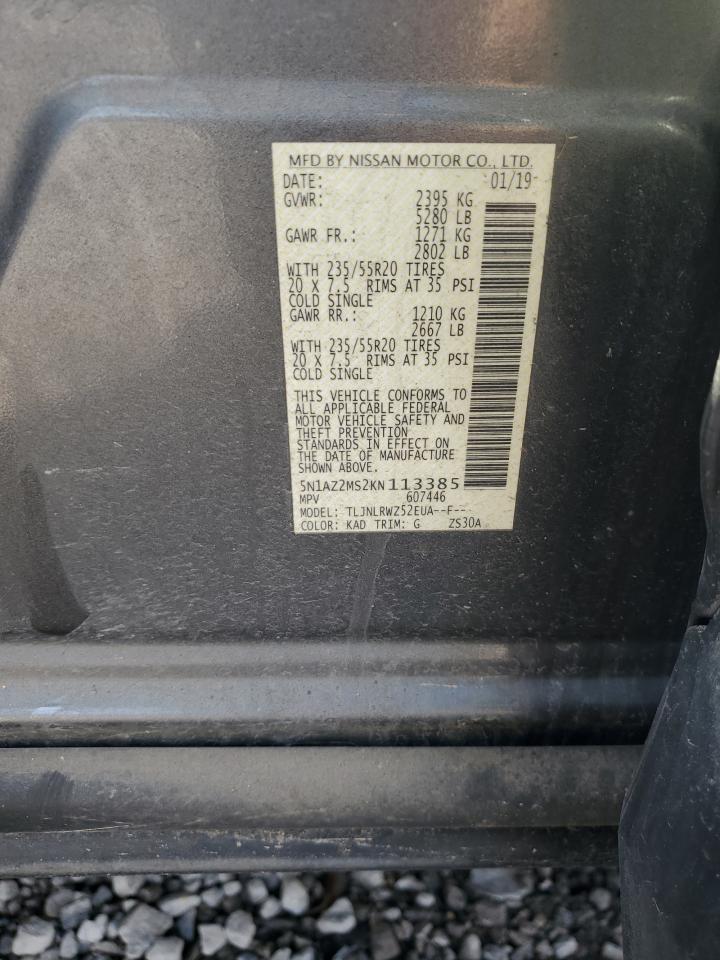 MFD BY NISSAN MOTOR CO., LTD.
DATE: 01/19
GVWR: 2395 KG
5280 LB
GAWR FR.: 1271 KG
2802 LB
WITH 235/55R20 TIRES
20 X 7.5 RIMS AT 35 PSI
COLD SINGLE
GAWR RR.: 1210 KG
2667 LB
WITH 235/55R20 TIRES
20 X 7.5 RIMS AT 35 PSI
COLD SINGLE
THIS VEHICLE CONFORMS TO
ALL APPLICABLE FEDERAL
MOTOR VEHICLE SAFETY AND
THEFT PREVENTION
STANDARDS IN EFFECT ON
THE DATE OF MANUFACTURE
SHOWN ABOVE.
5N1AZ2MS2KN113385
MPV 607446
MODEL: TLJNLRWZ52EUA--F--
COLOR: KAD TRIM: G ZS30A